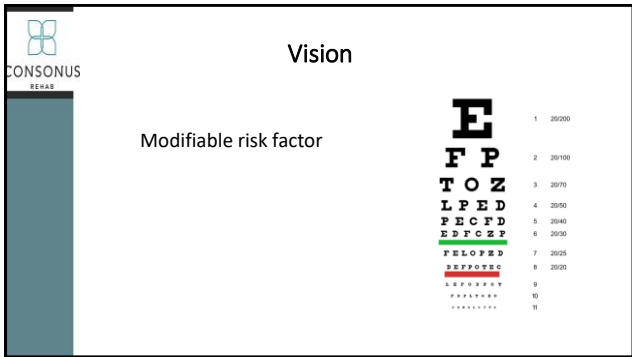 CONSONUS
REHAB
Vision
Modifiable risk factor
E 1 20/200
F P 2 20/100
T O Z 3 20/70
L P E D 4 20/50
P E C F D 5 20/40
E D F C Z P 6 20/30
F E L O P Z D 7 20/25
D E F P O T E C 8 20/20
9
10
11